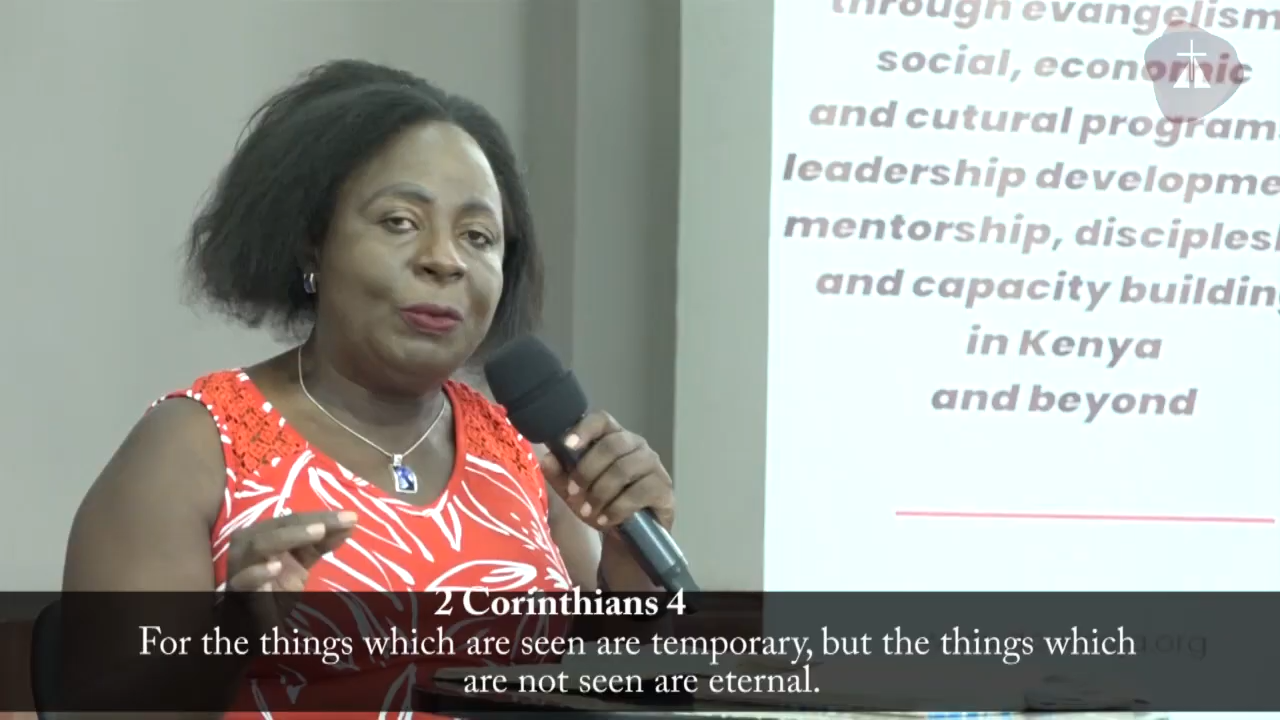 through evangelism
social, economic
and cutural program
leadership developme
mentorship, disciplesh
and capacity building
in Kenya
and beyond
2 Corinthians 4
For the things which are seen are temporary, but the things which
are not seen are eternal.